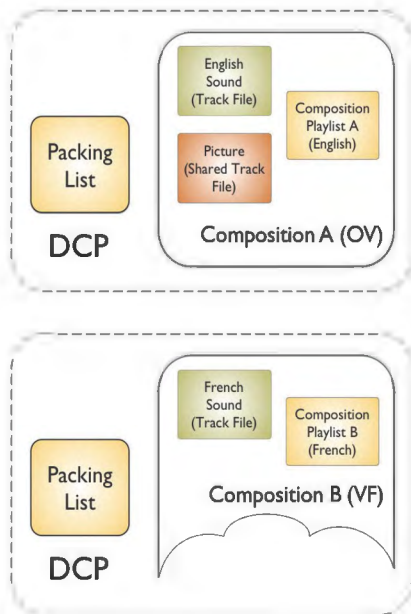 English
Sound
(Track File)
Composition
Playlist A
(English)
Packing
List
Picture
(Shared Track
File)
DCP
Composition A (OV)
French
Sound
(Track File)
Composition
Playlist B
(French)
Packing
List
Composition B (VF)
DCP